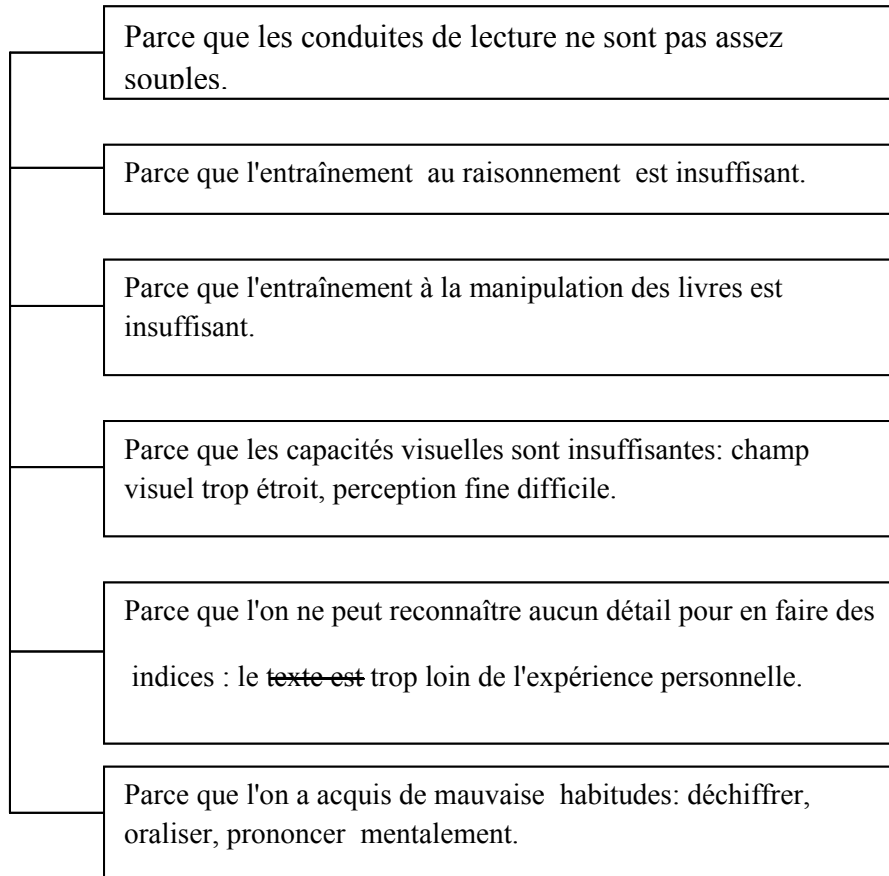 Parce que les conduites de lecture ne sont pas assez
souples.
Parce que l'entraînement au raisonnement est insuffisant.
Parce que l'entraînement à la manipulation des livres est
insuffisant.
Parce que les capacités visuelles sont insuffisantes: champ
visuel trop étroit, perception fine difficile.
Parce que l'on ne peut reconnaître aucun détail pour en faire des
indices : le texte est trop loin de l'expérience personnelle.
Parce que l'on a acquis de mauvaise habitudes: déchiffrer,
oraliser, prononcer mentalement.